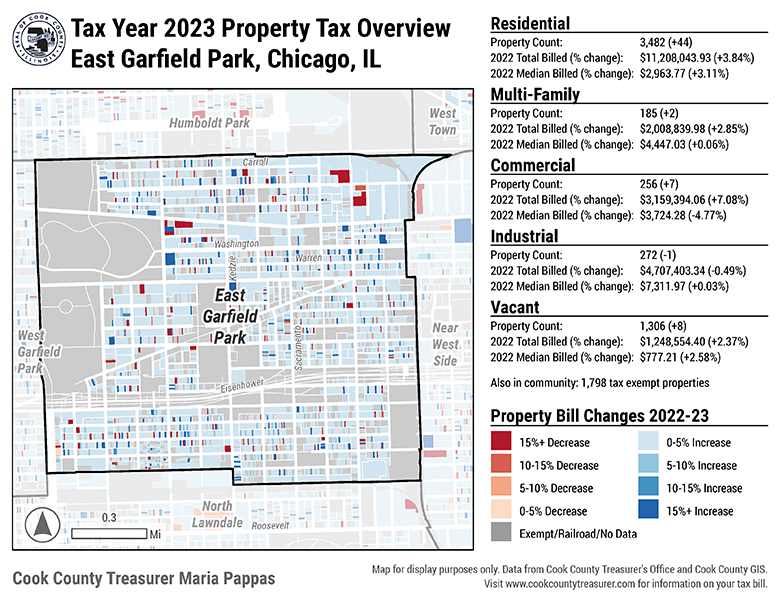 SEAL OF COOK COUNTY
ILLINOIS
Tax Year 2023 Property Tax Overview
East Garfield Park, Chicago, IL
Humboldt Park
West
Town
Carroll
Washington
Warren
Kedzie
East
Garfield
Park
Sacramento
West
Garfield
Park
Near
West
Side
Eisenhower
North
Lawndale
Roosevelt
0.3
Mi
Residential
Property Count: 3,482 (+44)
2022 Total Billed (% change): $11,208,043.93 (+3.84%)
2022 Median Billed (% change): $2,963.77 (+3.11%)
Multi-Family
Property Count: 185 (+2)
2022 Total Billed (% change): $2,008,839.98 (+2.85%)
2022 Median Billed (% change): $4,447.03 (+0.06%)
Commercial
Property Count: 256 (+7)
2022 Total Billed (% change): $3,159,394.06 (+7.08%)
2022 Median Billed (% change): $3,724.28 (-4.77%)
Industrial
Property Count: 272 (-1)
2022 Total Billed (% change): $4,707,403.34 (-0.49%)
2022 Median Billed (% change): $7,311.97 (+0.03%)
Vacant
Property Count: 1,306 (+8)
2022 Total Billed (% change): $1,248,554.40 (+2.37%)
2022 Median Billed (% change): $777.21 (+2.58%)
Also in community: 1,798 tax exempt properties
Property Bill Changes 2022-23
15%+ Decrease
10-15% Decrease
5-10% Decrease
0-5% Decrease
Exempt/Railroad/No Data
0-5% Increase
5-10% Increase
10-15% Increase
15%+ Increase
Cook County Treasurer Maria Pappas
Map for display purposes only. Data from Cook County Treasurer's Office and Cook County GIS.
Visit www.cookcountytreasurer.com for information on your tax bill.